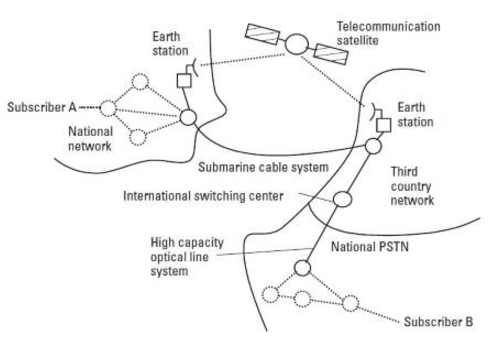 Telecommunication
satellite
Earth
station
Subscriber A
National
network
Earth
station
Submarine cable system
Third
country
network
International switching center
High capacity
optical line
system
National PSTN
Subscriber B